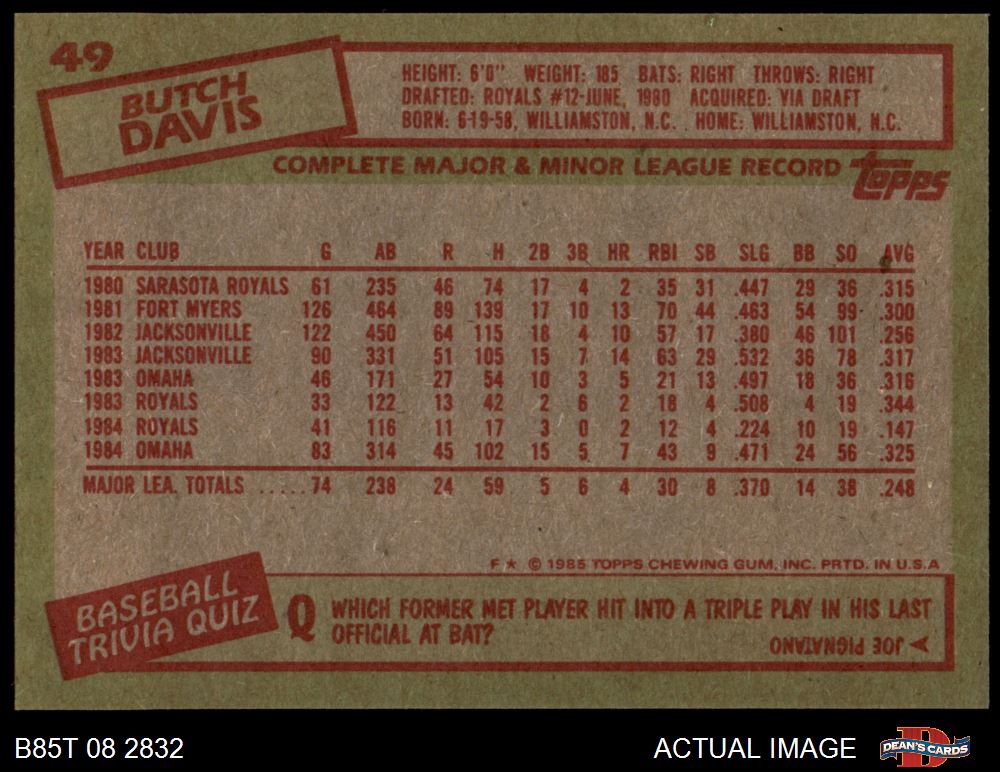 49
BUTCH
DAVIS
HEIGHT: 6'0" WEIGHT: 185 BATS: RIGHT THROWS: RIGHT
DRAFTED: ROYALS #12-JUNE, 1980 ACQUIRED: VIA DRAFT
BORN: 6-19-58, WILLIAMSTON, N.C. HOME: WILLIAMSTON, N.C.
COMPLETE MAJOR & MINOR LEAGUE RECORD topps
YEAR CLUB G AB R H 2B 3B HR RBI SB SLG BB SO AVG
1980 SARASOTA ROYALS 61 235 46 74 17 4 2 35 31 .447 29 36 .315
1981 FORT MYERS 126 464 89 139 17 10 13 70 44 .463 54 99 .300
1982 JACKSONVILLE 122 450 64 115 18 4 10 57 17 .380 46 101 .256
1983 JACKSONVILLE 90 331 51 105 15 7 14 63 29 .532 36 78 .317
1983 OMAHA 46 171 27 54 10 3 5 21 13 .497 18 36 .316
1983 ROYALS 33 122 13 42 2 6 2 18 4 .508 4 19 .344
1984 ROYALS 41 116 11 17 3 0 2 12 4 .224 10 19 .147
1984 OMAHA 83 314 45 102 15 5 7 43 9 .471 24 56 .325
MAJOR LEA. TOTALS .....74 238 24 59 5 6 4 30 8 .370 14 38 .248
F ★ © 1985 TOPPS CHEWING GUM, INC. PRTD. IN U.S.A
BASEBALL
TRIVIA QUIZ
Q WHICH FORMER MET PLAYER HIT INTO A TRIPLE PLAY IN HIS LAST
OFFICIAL AT BAT?
JOE PIGNATANO
B85T 08 2832 ACTUAL IMAGE
D
DEAN'S CARDS